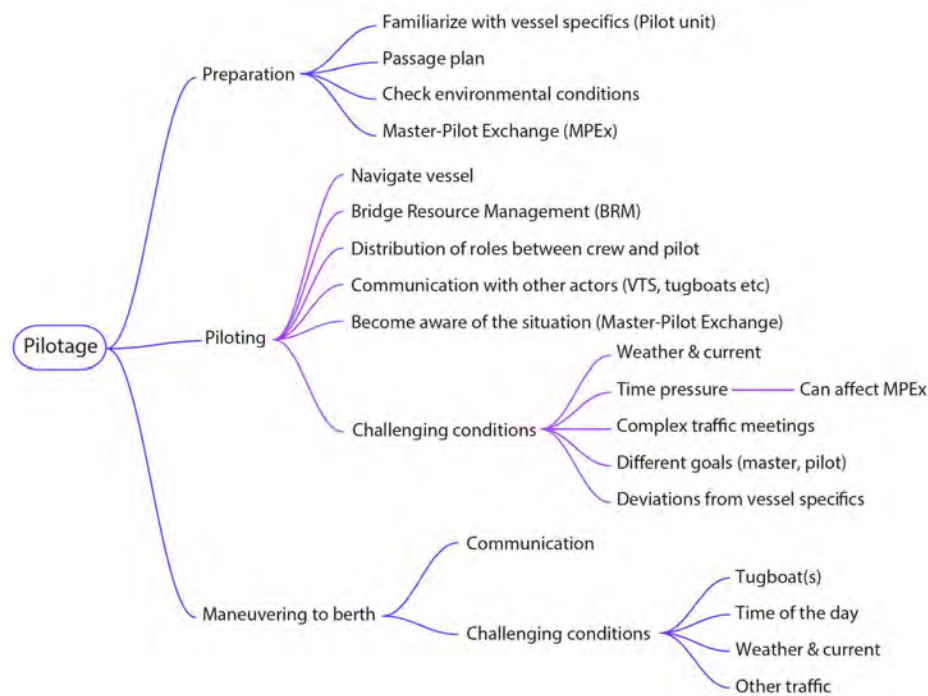 Familiarize with vessel specifics (Pilot unit)
Passage plan
Preparation
Check environmental conditions
Master-Pilot Exchange (MPEx)
Navigate vessel
Bridge Resource Management (BRM)
Distribution of roles between crew and pilot
Communication with other actors (VTS, tugboats etc)
Become aware of the situation (Master-Pilot Exchange)
Piloting
Pilotage
Weather & current
Time pressure
Can affect MPEx
Challenging conditions
Complex traffic meetings
Different goals (master, pilot)
Deviations from vessel specifics
Communication
Maneuvering to berth
Challenging conditions
Tugboat(s)
Time of the day
Weather & current
Other traffic